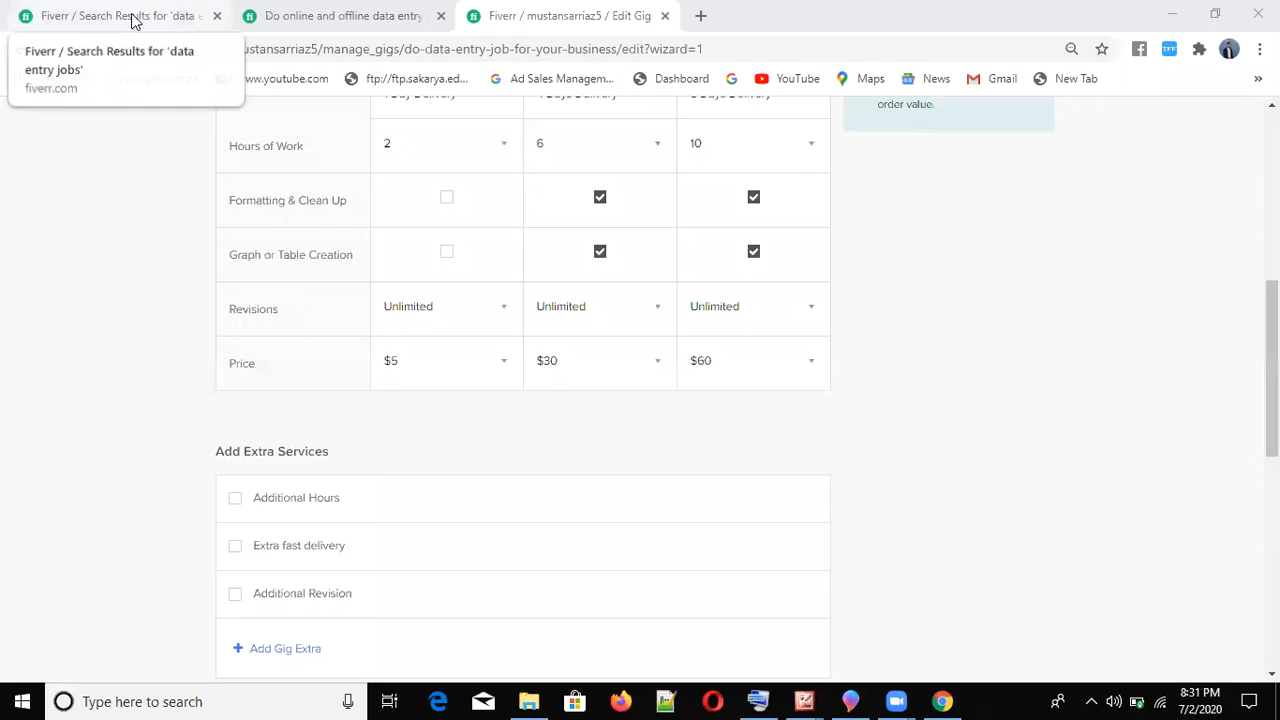 Fiverr / Search Results for 'data e
Do online and offline data entry
Fiverr / mustansarriaz5 / Edit Gig
Fiverr / Search Results for 'data
entry jobs'
fiverr.com
ustansarriaz5/manage_gigs/do-data-entry-job-for-your-business/edit?wizard=1
w.youtube.com
ftp://ftp.sakarya.ed...
Ad Sales Managem...
Dashboard
YouTube
Maps
News
Gmail
New Tab
»
order value.
Hours of Work
2
6
10
Formatting & Clean Up
Graph or Table Creation
Revisions
Unlimited
Unlimited
Unlimited
Price
$5
$30
$60
Add Extra Services
Additional Hours
Extra fast delivery
Additional Revision
+ Add Gig Extra
Type here to search
8:31 PM
7/2/2020